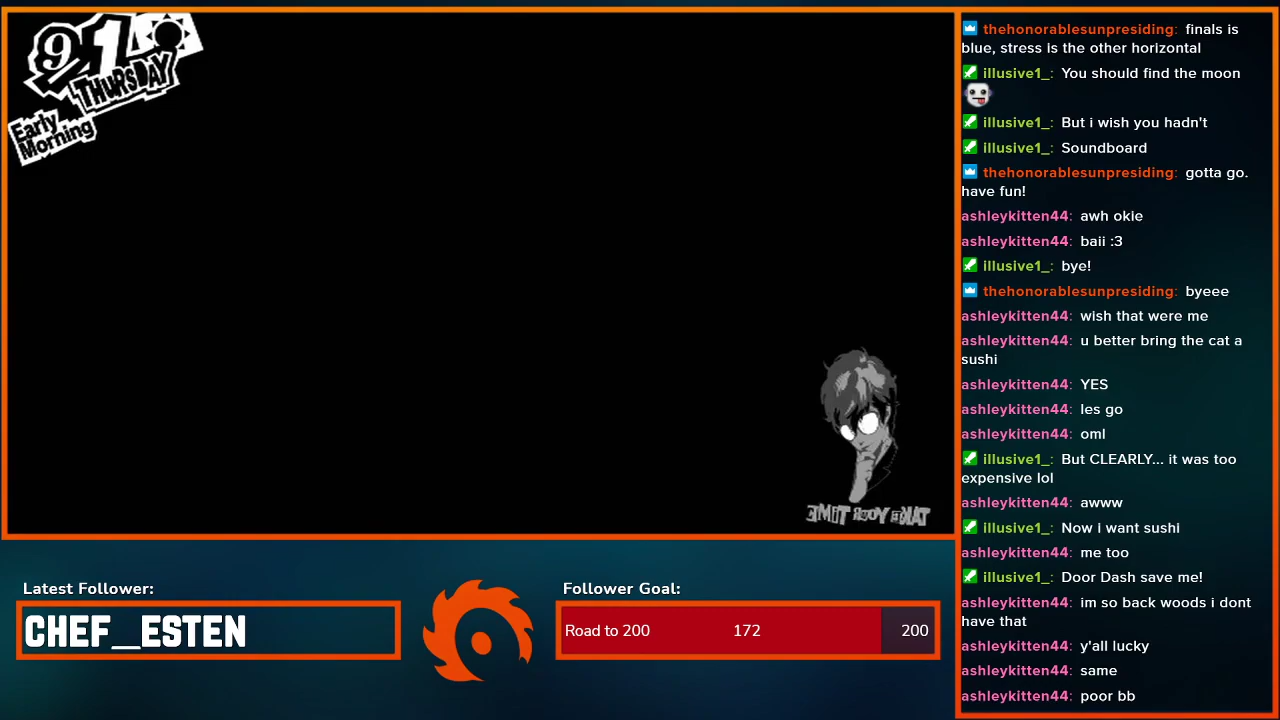 9/1
THURSDAY
Early
Morning
TAKE YOUR TIME
Latest Follower:
CHEF_ESTEN
Follower Goal:
Road to 200 172 200
thehonorablesunpresiding: finals is
blue, stress is the other horizontal
illusive1_: You should find the moon
illusive1_: But i wish you hadn't
illusive1_: Soundboard
thehonorablesunpresiding: gotta go.
have fun!
ashleykitten44: awh okie
ashleykitten44: baii :3
illusive1_: bye!
thehonorablesunpresiding: byeee
ashleykitten44: wish that were me
ashleykitten44: u better bring the cat a
sushi
ashleykitten44: YES
ashleykitten44: les go
ashleykitten44: oml
illusive1_: But CLEARLY... it was too
expensive lol
ashleykitten44: awww
illusive1_: Now i want sushi
ashleykitten44: me too
illusive1_: Door Dash save me!
ashleykitten44: im so back woods i dont
have that
ashleykitten44: y'all lucky
ashleykitten44: same
ashleykitten44: poor bb